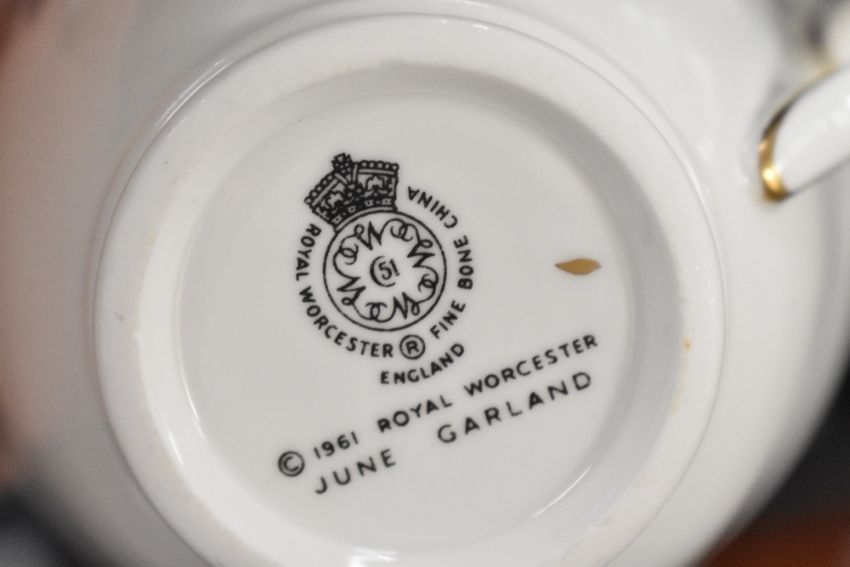 ROYAL WORCESTER ® FINE BONE CHINA
51
ENGLAND
© 1961 ROYAL WORCESTER
JUNE GARLAND